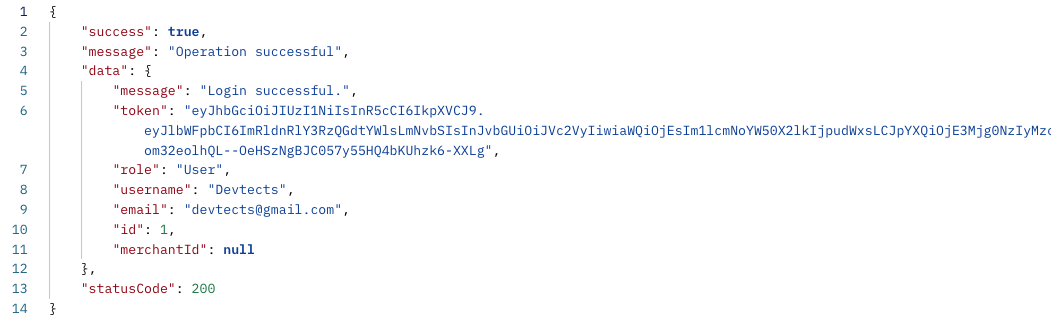 1 {
2 "success": true,
3 "message": "Operation successful",
4 "data": {
5 "message": "Login successful.",
6 "token": "eyJhbGciOiJIUzI1NiIsInR5cCI6IkpXVCJ9.
eyJlbWFpbCI6ImRldnRlY3RzQGdtYWlsLmNvbSIsInJvbGUiOiJVc2VyIiwiaWQiOjEsIm1lcmNoYW50X2lkIjpudWxsLCJpYXQiOjE3Mjg0NzIyMzc
om32eolhQL--OeHSzNgBJC057y55HQ4bKUhzk6-XXLg",
7 "role": "User",
8 "username": "Devtects",
9 "email": "devtects@gmail.com",
10 "id": 1,
11 "merchantId": null
12 },
13 "statusCode": 200
14 }